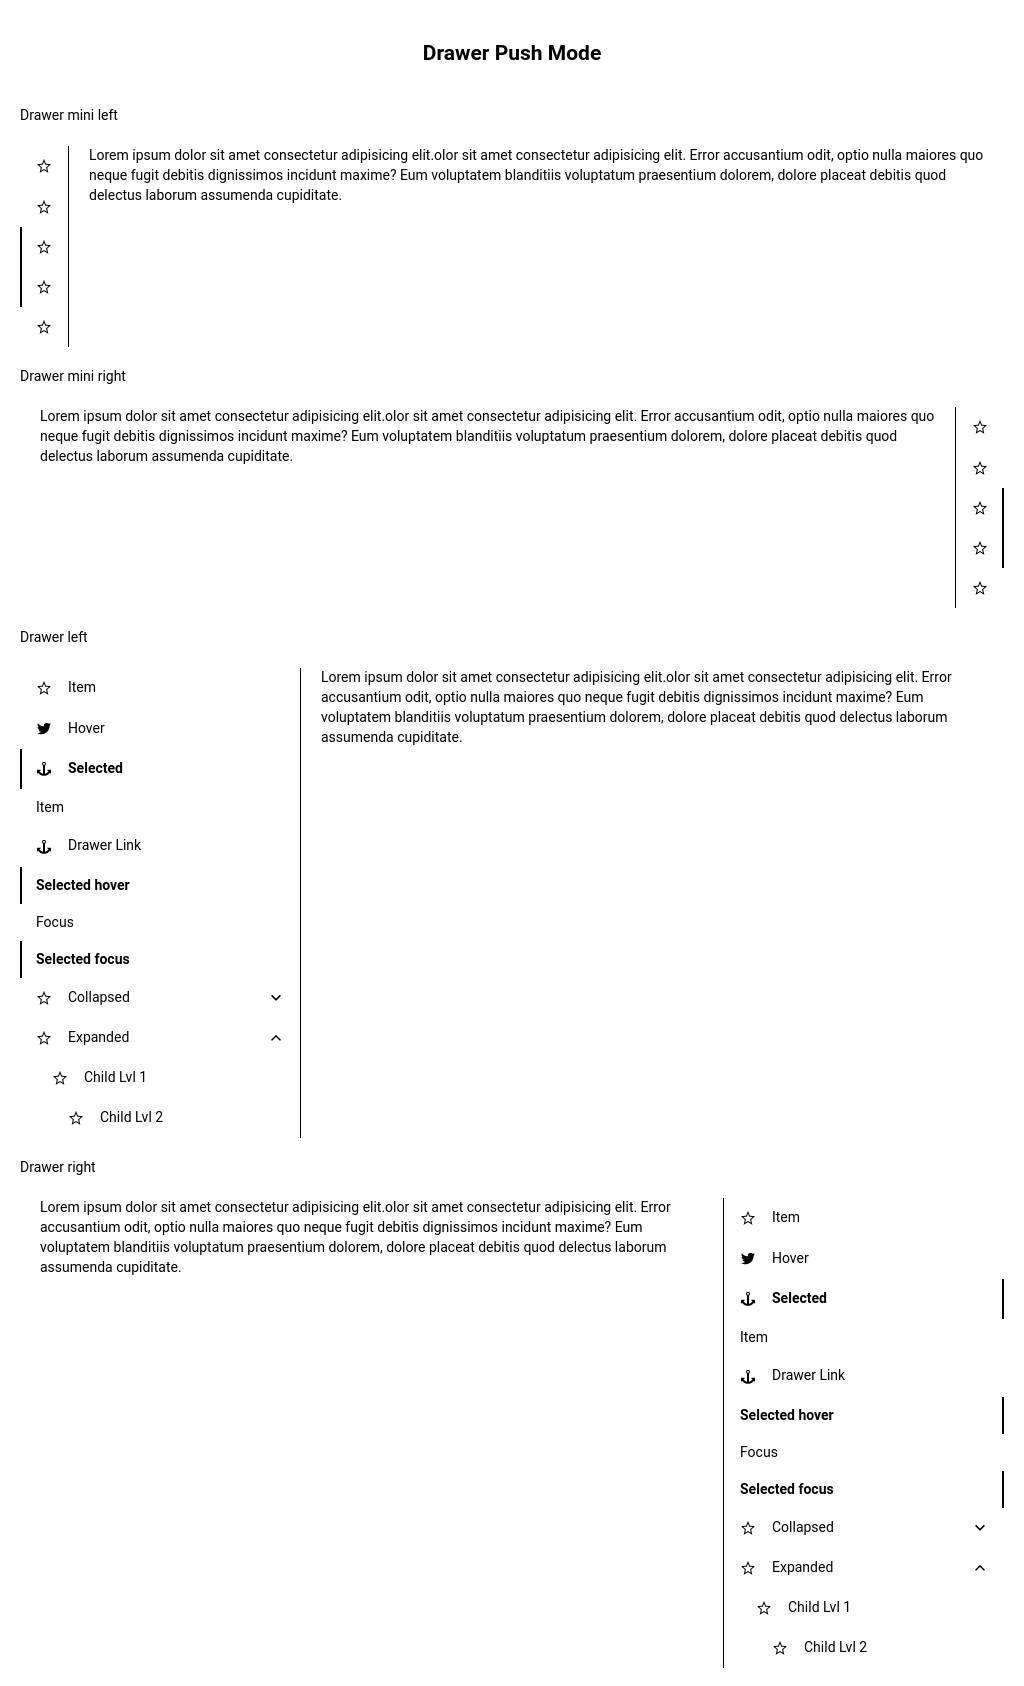 Drawer Push Mode
Drawer mini left
Lorem ipsum dolor sit amet consectetur adipisicing elit.olor sit amet consectetur adipisicing elit. Error accusantium odit, optio nulla maiores quo
neque fugit debitis dignissimos incidunt maxime? Eum voluptatem blanditiis voluptatum praesentium dolorem, dolore placeat debitis quod
delectus laborum assumenda cupiditate.
Drawer mini right
Lorem ipsum dolor sit amet consectetur adipisicing elit.olor sit amet consectetur adipisicing elit. Error accusantium odit, optio nulla maiores quo
neque fugit debitis dignissimos incidunt maxime? Eum voluptatem blanditiis voluptatum praesentium dolorem, dolore placeat debitis quod
delectus laborum assumenda cupiditate.
Drawer left
Item
Hover
Selected
Item
Drawer Link
Selected hover
Focus
Selected focus
Collapsed
Expanded
Child Lvl 1
Child Lvl 2
Lorem ipsum dolor sit amet consectetur adipisicing elit.olor sit amet consectetur adipisicing elit. Error
accusantium odit, optio nulla maiores quo neque fugit debitis dignissimos incidunt maxime? Eum
voluptatem blanditiis voluptatum praesentium dolorem, dolore placeat debitis quod delectus laborum
assumenda cupiditate.
Drawer right
Lorem ipsum dolor sit amet consectetur adipisicing elit.olor sit amet consectetur adipisicing elit. Error
accusantium odit, optio nulla maiores quo neque fugit debitis dignissimos incidunt maxime? Eum
voluptatem blanditiis voluptatum praesentium dolorem, dolore placeat debitis quod delectus laborum
assumenda cupiditate.
Item
Hover
Selected
Item
Drawer Link
Selected hover
Focus
Selected focus
Collapsed
Expanded
Child Lvl 1
Child Lvl 2